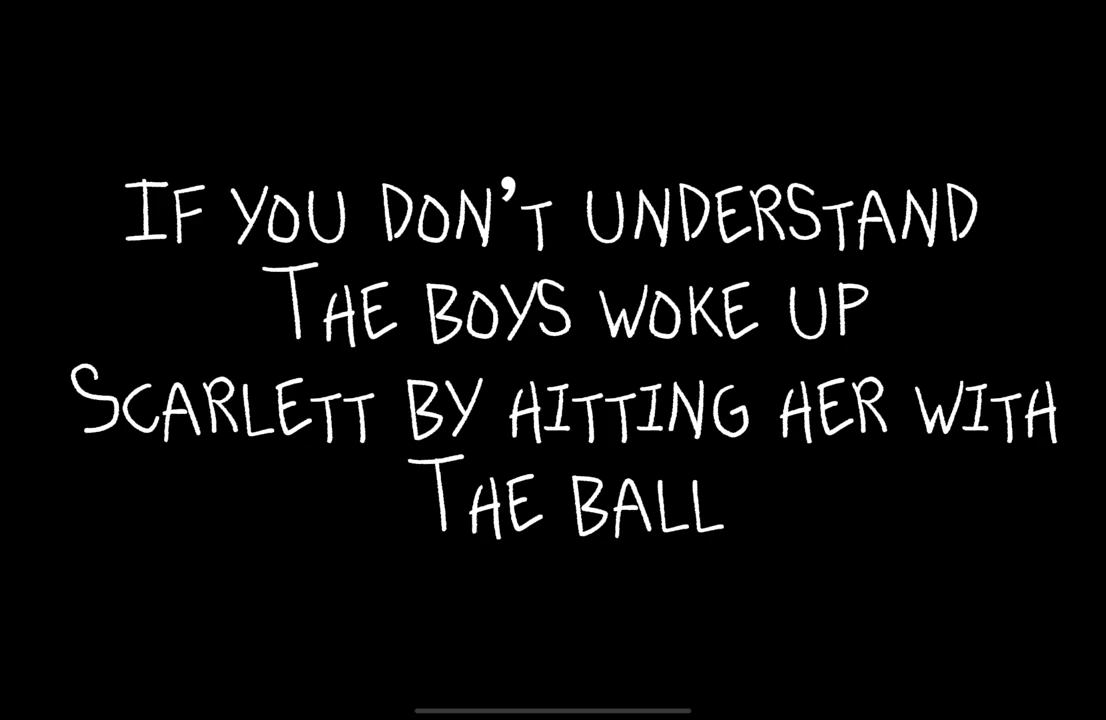 If you don't understand
The boys woke up
Scarlett by hitting her with
The ball